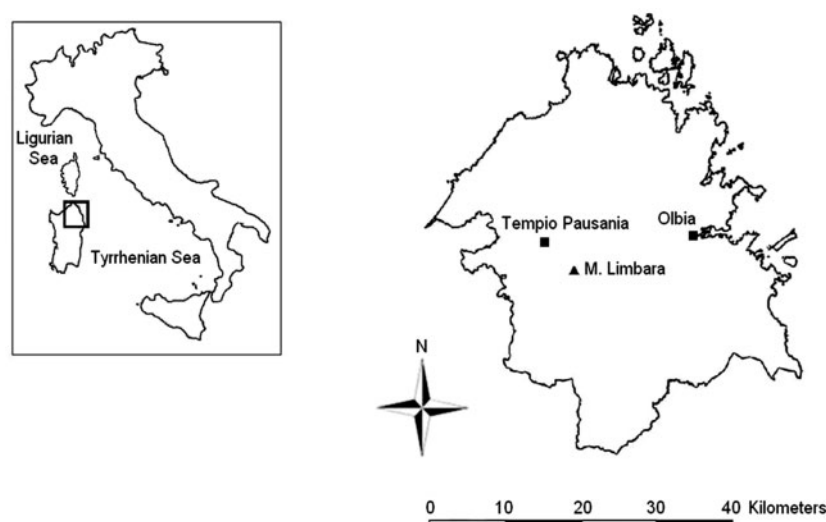 Ligurian
Sea
Tyrrhenian Sea
Tempio Pausania
Olbia
M. Limbara
N
0 10 20 30 40 Kilometers